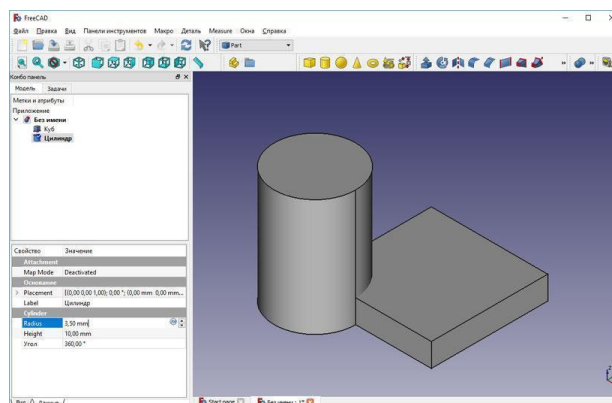 FreeCAD
Файл Правка Вид Панели инструментов Макро Деталь Measure Окна Справка
Part
Комбо панель
Модель Задачи
Метки и атрибуты
Приложение
Без имени
Куб
Цилиндр
Свойство Значение
Attachment
Map Mode Deactivated
Основание
Placement [(0,00 0,00 1,00); 0,00 °; (0,00 mm 0,00 mm...
Label Цилиндр
Cylinder
Radius 3,50 mm
Height 10,00 mm
Угол 360,00 °
Вид Данные
Start page Без имени : 1*